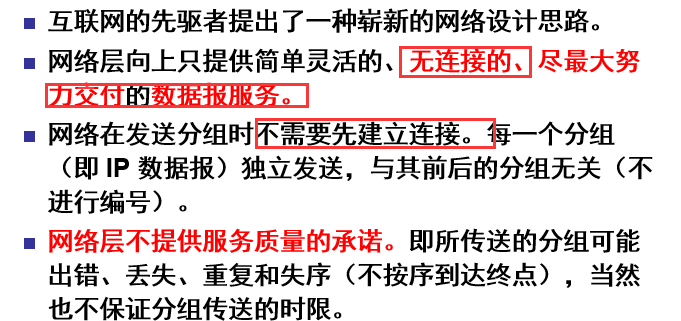 互联网的先驱者提出了一种崭新的网络设计思路。
网络层向上只提供简单灵活的、无连接的、尽最大努
力交付的数据报服务。
网络在发送分组时不需要先建立连接。每一个分组
（即 IP 数据报）独立发送，与其前后的分组无关（不
进行编号）。
网络层不提供服务质量的承诺。即所传送的分组可能
出错、丢失、重复和失序（不按序到达终点），当然
也不保证分组传送的时限。